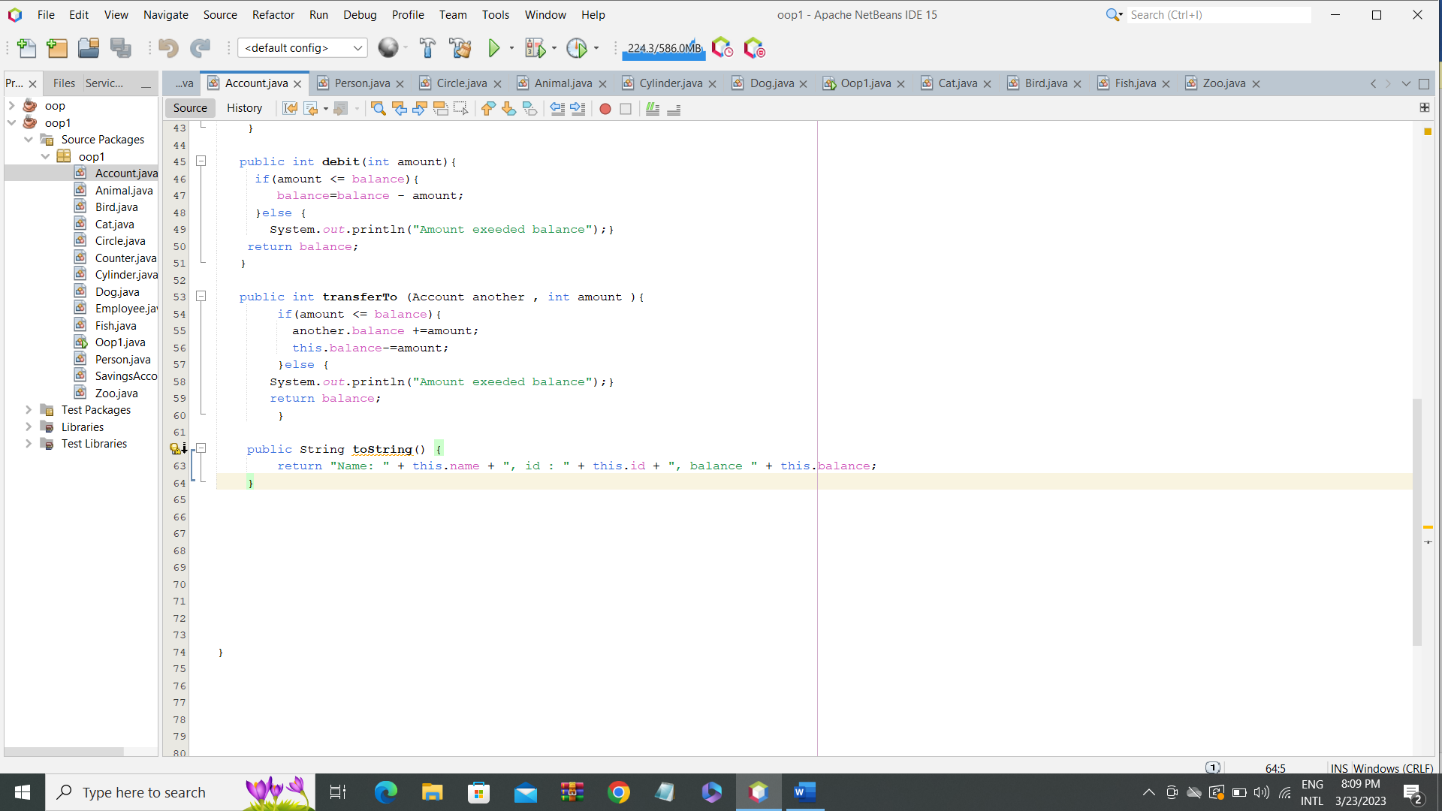 File Edit View Navigate Source Refactor Run Debug Profile Team Tools Window Help
oop1 - Apache NetBeans IDE 15
Search (Ctrl+I)
<default config>
224.3/586.0MB
Pr... Files Servic...
...va Account.java Person.java Circle.java Animal.java Cylinder.java Dog.java Oop1.java Cat.java Bird.java Fish.java Zoo.java
Source History
oop
oop1
Source Packages
oop1
Account.java
Animal.java
Bird.java
Cat.java
Circle.java
Counter.java
Cylinder.java
Dog.java
Employee.jav
Fish.java
Oop1.java
Person.java
SavingsAcco
Zoo.java
Test Packages
Libraries
Test Libraries
43 }
44
45 public int debit(int amount){
46 if(amount <= balance){
47 balance=balance - amount;
48 }else {
49 System.out.println("Amount exeeded balance");}
50 return balance;
51 }
52
53 public int transferTo (Account another , int amount ){
54 if(amount <= balance){
55 another.balance +=amount;
56 this.balance-=amount;
57 }else {
58 System.out.println("Amount exeeded balance");}
59 return balance;
60 }
61
public String toString() {
63 return "Name: " + this.name + ", id : " + this.id + ", balance " + this.balance;
64 }
65
66
67
68
69
70
71
72
73
74 }
75
76
77
78
79
80
1 64:5 INS Windows (CRLF)
Type here to search
ENG
INTL
8:09 PM
3/23/2023
2